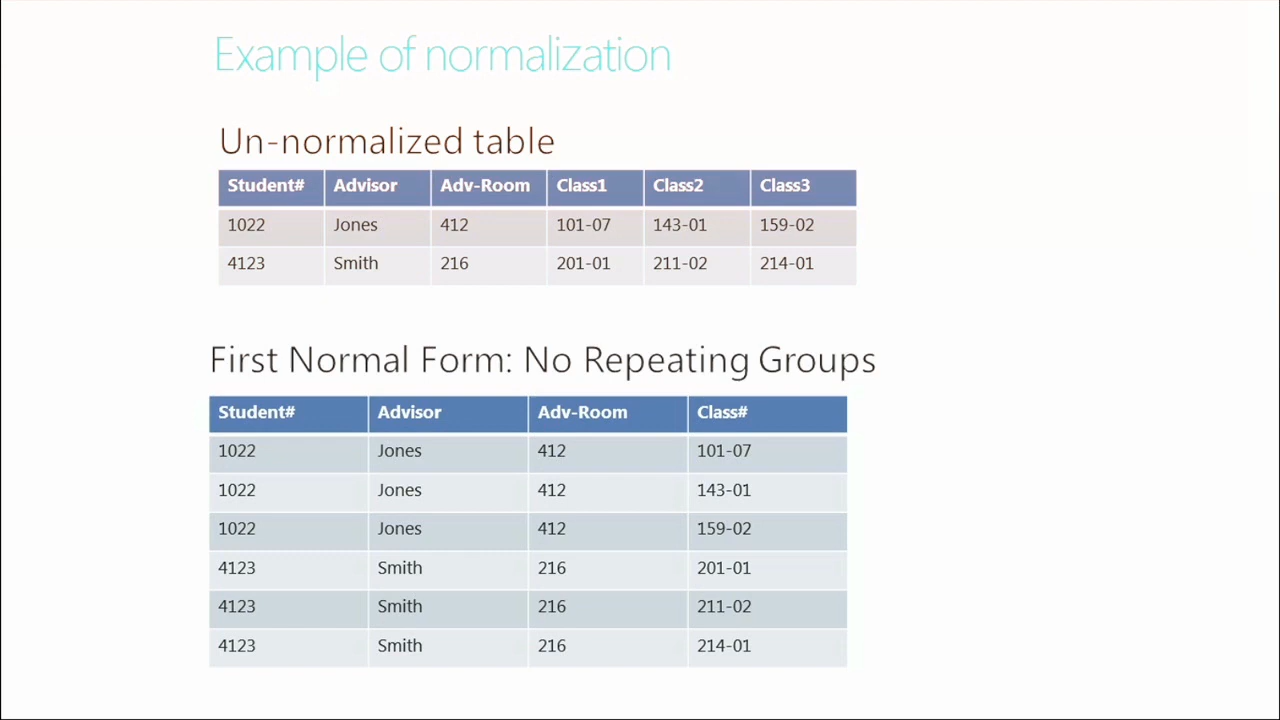 Example of normalization
Un-normalized table
Student# Advisor Adv-Room Class1 Class2 Class3
1022 Jones 412 101-07 143-01 159-02
4123 Smith 216 201-01 211-02 214-01
First Normal Form: No Repeating Groups
Student# Advisor Adv-Room Class#
1022 Jones 412 101-07
1022 Jones 412 143-01
1022 Jones 412 159-02
4123 Smith 216 201-01
4123 Smith 216 211-02
4123 Smith 216 214-01